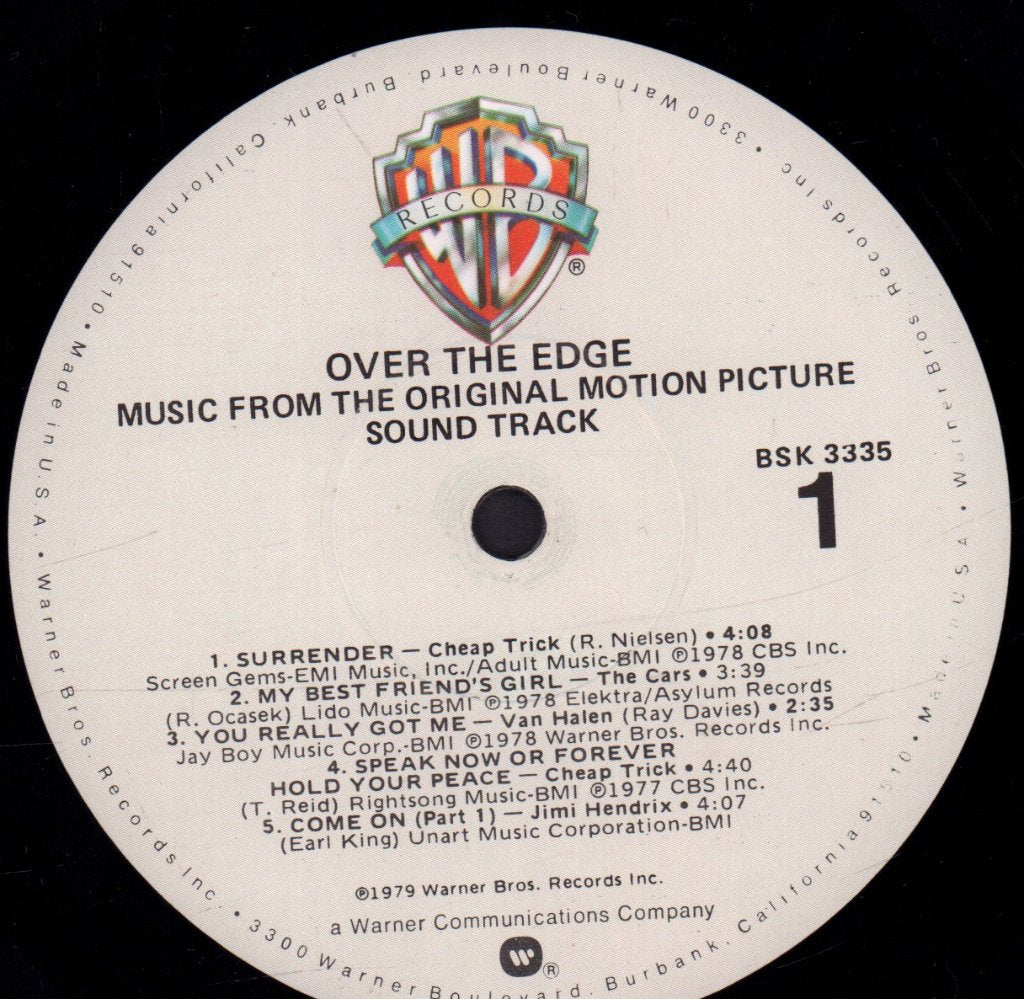 WB
RECORDS
®
OVER THE EDGE
MUSIC FROM THE ORIGINAL MOTION PICTURE
SOUND TRACK
BSK 3335
1
1. SURRENDER — Cheap Trick (R. Nielsen) • 4:08
Screen Gems-EMI Music, Inc./Adult Music-BMI ℗1978 CBS Inc.
2. MY BEST FRIEND'S GIRL — The Cars • 3:39
(R. Ocasek) Lido Music-BMI ℗1978 Elektra/Asylum Records
3. YOU REALLY GOT ME — Van Halen (Ray Davies) • 2:35
Jay Boy Music Corp.-BMI ℗1978 Warner Bros. Records Inc.
4. SPEAK NOW OR FOREVER
HOLD YOUR PEACE — Cheap Trick • 4:40
(T. Reid) Rightsong Music-BMI ℗1977 CBS Inc.
5. COME ON (Part 1) — Jimi Hendrix • 4:07
(Earl King) Unart Music Corporation-BMI
℗1979 Warner Bros. Records Inc.
a Warner Communications Company
W ®
Made in U.S.A. • Warner Bros. Records Inc. • 3300 Warner Boulevard. Burbank. California 91510 • Made in U S A • Warner Bros Records Inc • 3300 Warner Boulevard. Burbank. California 91510 •